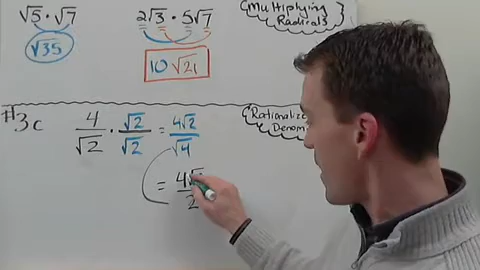 √5 · √7
√35
2√3 · 5√7
10√21
Multiplying
Radicals
#3c
4/√2 · √2/√2 = 4√2/√4
= 4√/2
Rationalize
Denom